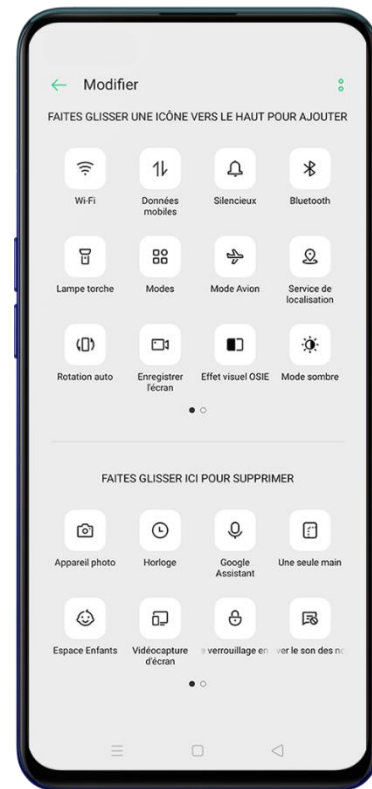 Modifier
FAITES GLISSER UNE ICÔNE VERS LE HAUT POUR AJOUTER
Wi-Fi
Données
mobiles
Silencieux
Bluetooth
Lampe torche
Modes
Mode Avion
Service de
localisation
Rotation auto
Enregistrer
l'écran
Effet visuel OSIE
Mode sombre
FAITES GLISSER ICI POUR SUPPRIMER
Appareil photo
Horloge
Google
Assistant
Une seule main
Espace Enfants
Vidéocapture
d'écran
verrouillage en
ver le son des